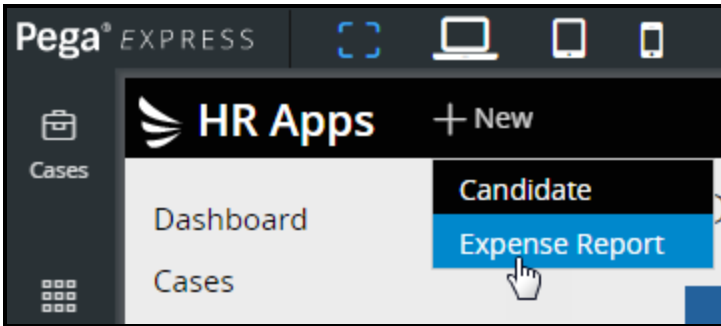 Pega® EXPRESS
HR Apps
+ New
Cases
Candidate
Dashboard
Expense Report
Cases